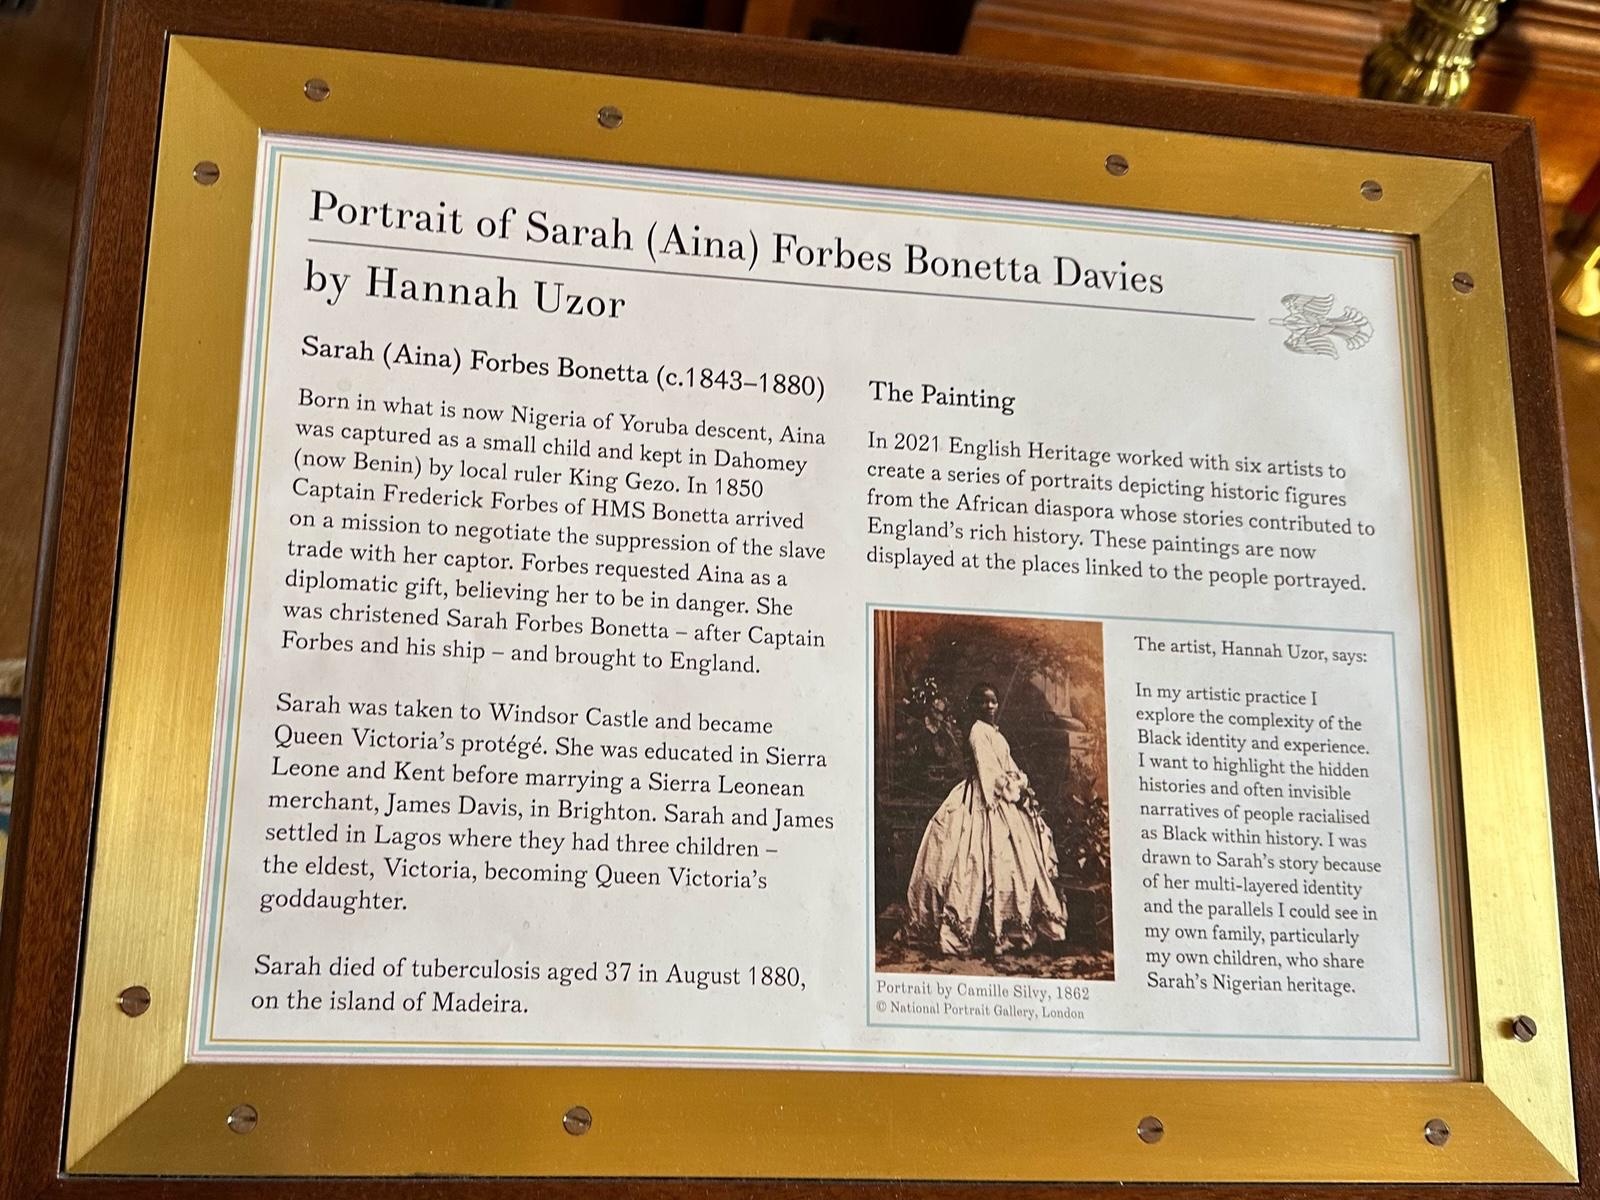 Portrait of Sarah (Aina) Forbes Bonetta Davies
by Hannah Uzor
Sarah (Aina) Forbes Bonetta (c.1843–1880)
Born in what is now Nigeria of Yoruba descent, Aina
was captured as a small child and kept in Dahomey
(now Benin) by local ruler King Gezo. In 1850
Captain Frederick Forbes of HMS Bonetta arrived
on a mission to negotiate the suppression of the slave
trade with her captor. Forbes requested Aina as a
diplomatic gift, believing her to be in danger. She
was christened Sarah Forbes Bonetta – after Captain
Forbes and his ship – and brought to England.
Sarah was taken to Windsor Castle and became
Queen Victoria's protégé. She was educated in Sierra
Leone and Kent before marrying a Sierra Leonean
merchant, James Davis, in Brighton. Sarah and James
settled in Lagos where they had three children –
the eldest, Victoria, becoming Queen Victoria's
goddaughter.
Sarah died of tuberculosis aged 37 in August 1880,
on the island of Madeira.
The Painting
In 2021 English Heritage worked with six artists to
create a series of portraits depicting historic figures
from the African diaspora whose stories contributed to
England's rich history. These paintings are now
displayed at the places linked to the people portrayed.
Portrait by Camille Silvy, 1862
© National Portrait Gallery, London
The artist, Hannah Uzor, says:
In my artistic practice I
explore the complexity of the
Black identity and experience.
I want to highlight the hidden
histories and often invisible
narratives of people racialised
as Black within history. I was
drawn to Sarah's story because
of her multi-layered identity
and the parallels I could see in
my own family, particularly
my own children, who share
Sarah's Nigerian heritage.